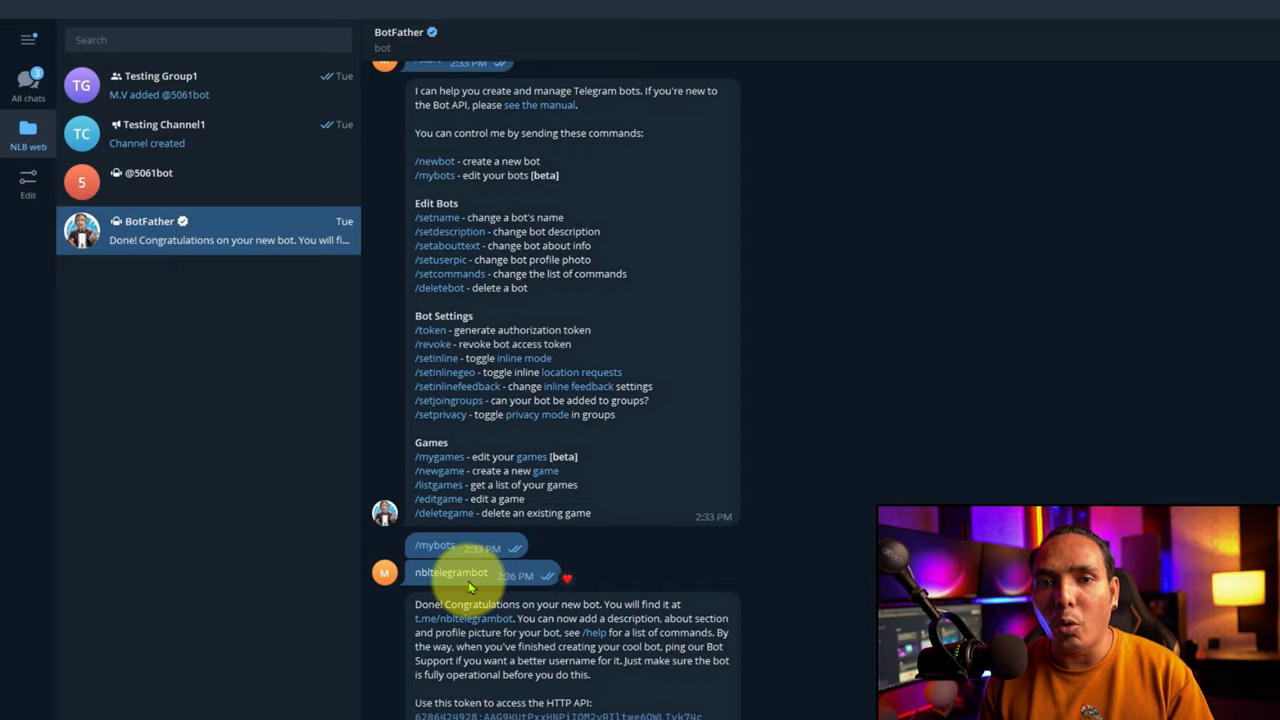 Search
BotFather
bot
All chats
3
NLB web
Edit
TG
Testing Group1
Tue
M.V added @5061bot
TC
Testing Channel1
Tue
Channel created
5
@5061bot
BotFather
Tue
Done! Congratulations on your new bot. You will fi...
2:33 PM
I can help you create and manage Telegram bots. If you're new to
the Bot API, please see the manual.
You can control me by sending these commands:
/newbot - create a new bot
/mybots - edit your bots [beta]
Edit Bots
/setname - change a bot's name
/setdescription - change bot description
/setabouttext - change bot about info
/setuserpic - change bot profile photo
/setcommands - change the list of commands
/deletebot - delete a bot
Bot Settings
/token - generate authorization token
/revoke - revoke bot access token
/setinline - toggle inline mode
/setinlinegeo - toggle inline location requests
/setinlinefeedback - change inline feedback settings
/setjoingroups - can your bot be added to groups?
/setprivacy - toggle privacy mode in groups
Games
/mygames - edit your games [beta]
/newgame - create a new game
/listgames - get a list of your games
/editgame - edit a game
/deletegame - delete an existing game
2:33 PM
/mybots 2:33 PM
M
nbltelegrambot 2:36 PM
Done! Congratulations on your new bot. You will find it at
t.me/nbltelegrambot. You can now add a description, about section
and profile picture for your bot, see /help for a list of commands. By
the way, when you've finished creating your cool bot, ping our Bot
Support if you want a better username for it. Just make sure the bot
is fully operational before you do this.
Use this token to access the HTTP API: